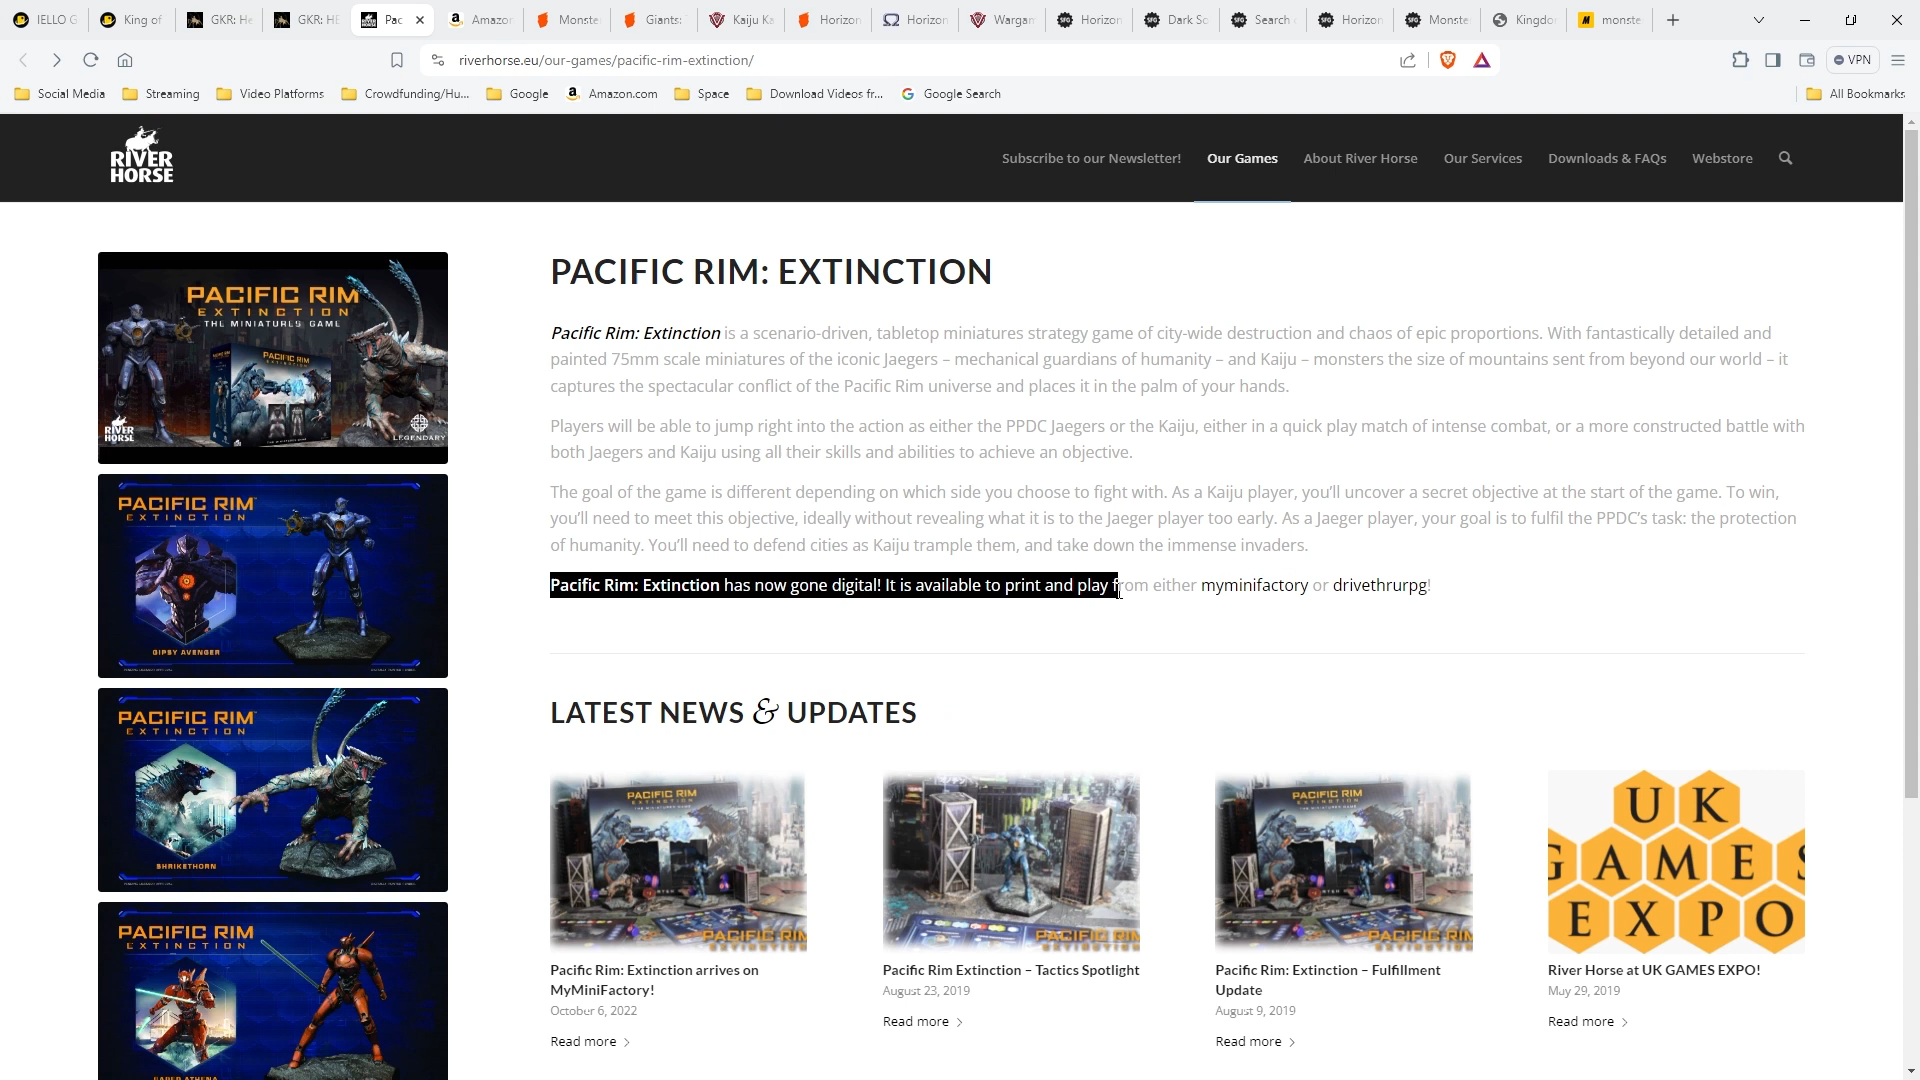 IELLO G
King of
GKR: He
GKR: HE
Pac
Amazo
Monste
Giants:
Kaiju Ka
Horizon
Horizon
Wargam
Horizon
Dark So
Search
Horizon
Monste
Kingdo
monste
riverhorse.eu/our-games/pacific-rim-extinction/
VPN
Social Media
Streaming
Video Platforms
Crowdfunding/Hu...
Google
Amazon.com
Space
Download Videos fr...
Google Search
All Bookmarks
RIVER
HORSE
Subscribe to our Newsletter!
Our Games
About River Horse
Our Services
Downloads & FAQs
Webstore
PACIFIC RIM
EXTINCTION
THE MINIATURES GAME
RIVER
HORSE
LEGENDARY
PACIFIC RIM
EXTINCTION
GIPSY AVENGER
PACIFIC RIM
EXTINCTION
SHRIKETHORN
PACIFIC RIM
EXTINCTION
SABER ATHENA
PACIFIC RIM: EXTINCTION
Pacific Rim: Extinction is a scenario-driven, tabletop miniatures strategy game of city-wide destruction and chaos of epic proportions. With fantastically detailed and
painted 75mm scale miniatures of the iconic Jaegers – mechanical guardians of humanity – and Kaiju – monsters the size of mountains sent from beyond our world – it
captures the spectacular conflict of the Pacific Rim universe and places it in the palm of your hands.
Players will be able to jump right into the action as either the PPDC Jaegers or the Kaiju, either in a quick play match of intense combat, or a more constructed battle with
both Jaegers and Kaiju using all their skills and abilities to achieve an objective.
The goal of the game is different depending on which side you choose to fight with. As a Kaiju player, you'll uncover a secret objective at the start of the game. To win,
you'll need to meet this objective, ideally without revealing what it is to the Jaeger player too early. As a Jaeger player, your goal is to fulfil the PPDC's task: the protection
of humanity. You'll need to defend cities as Kaiju trample them, and take down the immense invaders.
Pacific Rim: Extinction has now gone digital! It is available to print and play from either myminifactory or drivethrurpg!
LATEST NEWS & UPDATES
PACIFIC RIM
EXTINCTION
PACIFIC RIM
EXTINCTION
PACIFIC RIM
EXTINCTION
PACIFIC RIM
EXTINCTION
PACIFIC RIM
EXTINCTION
UK
GAMES
EXPO
Pacific Rim: Extinction arrives on
MyMiniFactory!
October 6, 2022
Read more
Pacific Rim Extinction – Tactics Spotlight
August 23, 2019
Read more
Pacific Rim: Extinction – Fulfillment
Update
August 9, 2019
Read more
River Horse at UK GAMES EXPO!
May 29, 2019
Read more